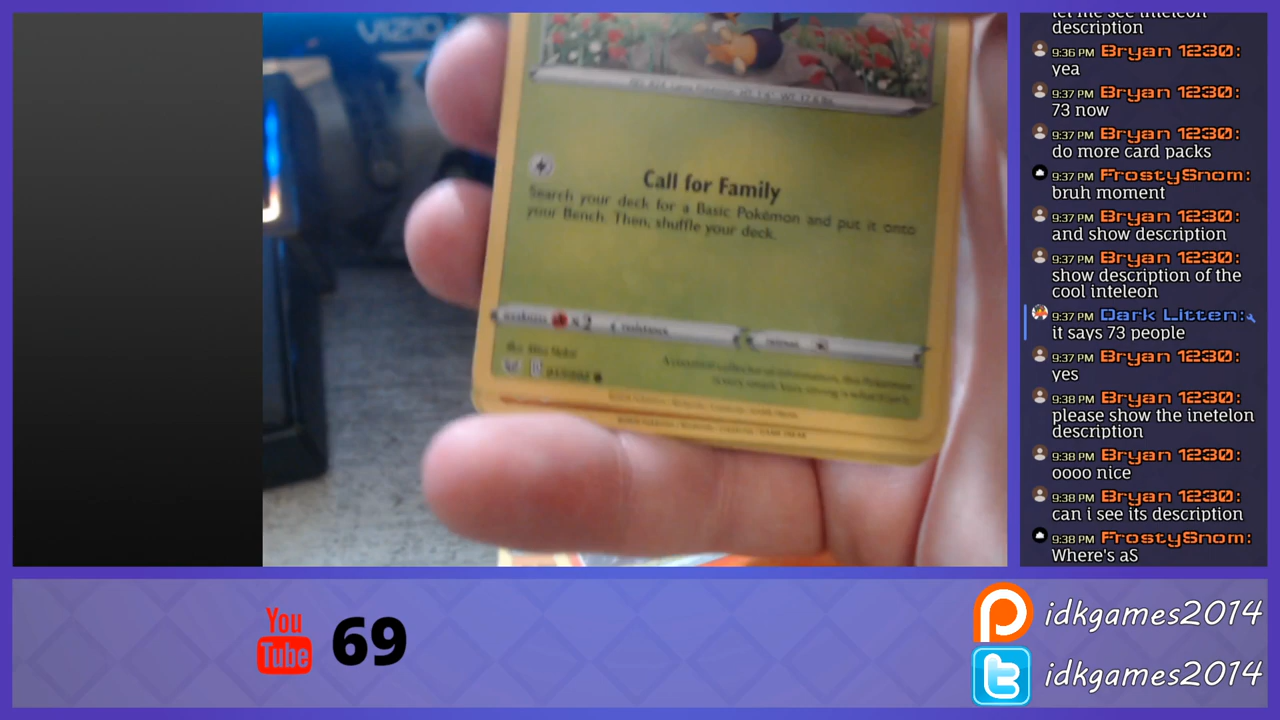 VIZIO
Call for Family
Search your deck for a Basic Pokémon and put it onto
your Bench. Then, shuffle your deck.
weakness x2 resistance
let me see inteleon
description
9:36 PM Bryan 1230:
yea
9:37 PM Bryan 1230:
73 now
9:37 PM Bryan 1230:
do more card packs
9:37 PM FrostySnom:
bruh moment
9:37 PM Bryan 1230:
and show description
9:37 PM Bryan 1230:
show description of the
cool inteleon
9:37 PM Dark Litten:
it says 73 people
9:37 PM Bryan 1230:
yes
9:38 PM Bryan 1230:
please show the inetelon
description
9:38 PM Bryan 1230:
oooo nice
9:38 PM Bryan 1230:
can i see its description
9:38 PM FrostySnom:
Where's aS
You
Tube 69
idkgames2014
idkgames2014